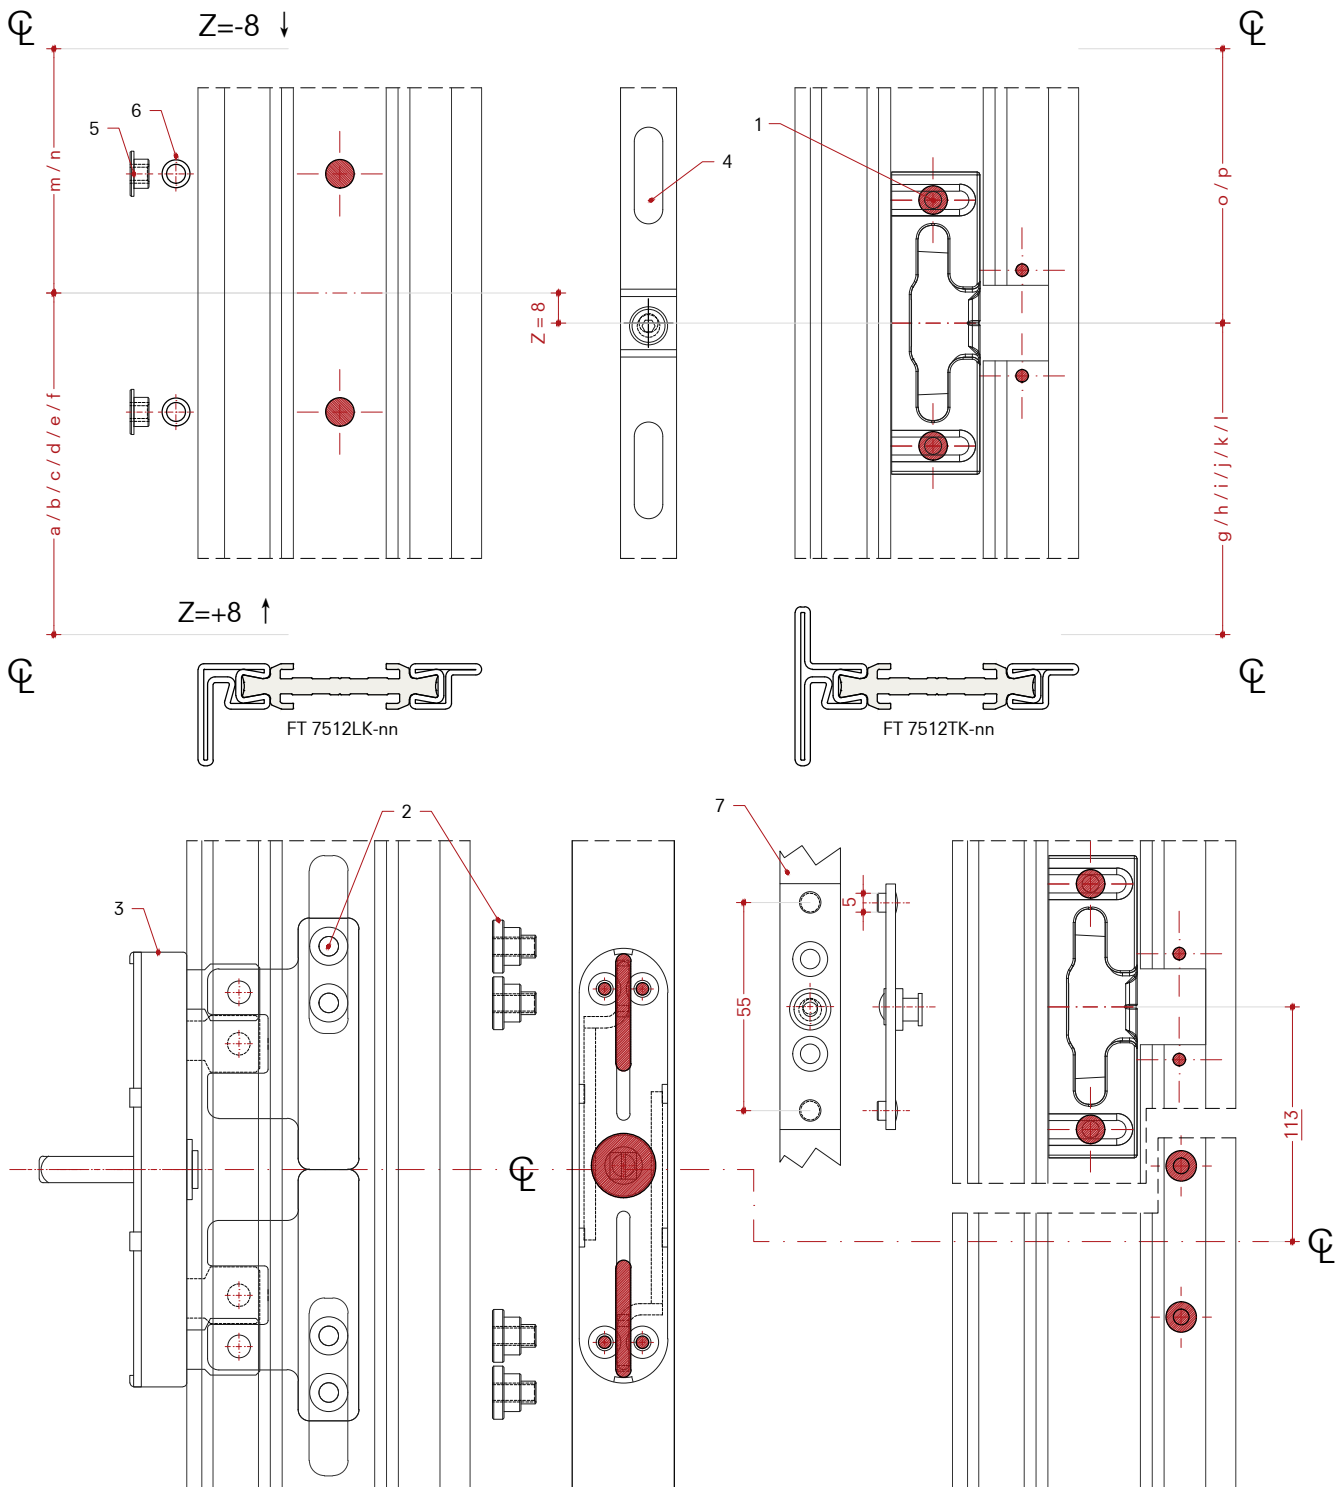 ℄ Z=-8 ↓ ℄
6
5
1
4
m / n
o / p
Z = 8
a / b / c / d / e / f
g / h / i / j / k / l
Z=+8 ↑
℄ ℄
FT 7512LK-nn FT 7512TK-nn
2
7
3
5
55
113
℄
℄